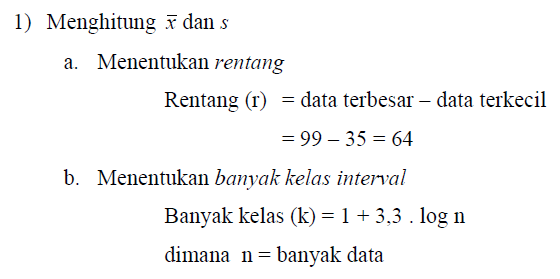 1) Menghitung x̅ dan s
a. Menentukan rentang
Rentang (r) = data terbesar – data terkecil
= 99 – 35 = 64
b. Menentukan banyak kelas interval
Banyak kelas (k) = 1 + 3,3 . log n
dimana n = banyak data